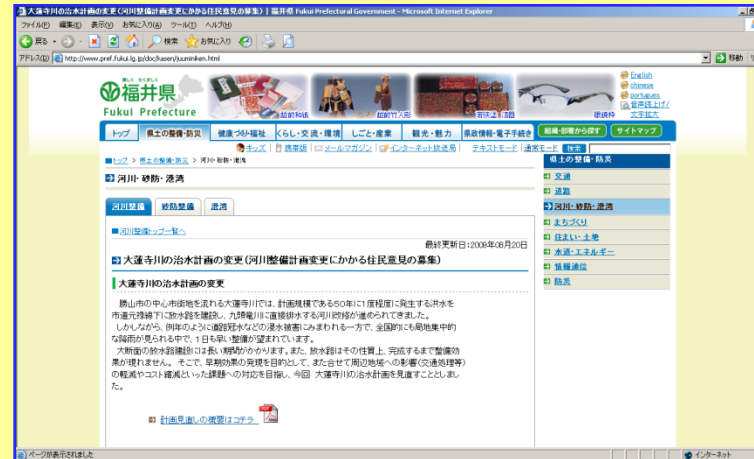 大蓮寺川の治水計画の変更(河川整備計画変更にかかる住民意見の募集) | 福井県 Fukui Prefectural Government - Microsoft Internet Explorer
ファイル(F) 編集(E) 表示(V) お気に入り(A) ツール(T) ヘルプ(H)
戻る 検索 お気に入り
アドレス(D) http://www.pref.fukui.lg.jp/doc/kasen/juuminiken.html 移動
福井県
Fukui Prefecture
越前和紙 越前竹人形 若狭塗箸 眼鏡枠
English
chinese
portugues
音声読上げ/
文字拡大
トップ 県土の整備・防災 健康づくり・福祉 くらし・交流・環境 しごと・産業 観光・魅力 県政情報・電子手続き 組織・部署から探す サイトマップ
キッズ 携帯版 メールマガジン インターネット放送局 テキストモード 通常モード 検索
■トップ > 県土の整備・防災 > 河川・砂防・港湾
河川・砂防・港湾
河川整備 砂防整備 港湾
■河川整備トップ一覧へ
最終更新日:2009年08月20日
大蓮寺川の治水計画の変更(河川整備計画変更にかかる住民意見の募集)
大蓮寺川の治水計画の変更
勝山市の中心市街地を流れる大蓮寺川では、計画規模である50年に1度程度に発生する洪水を
市道元禄線下に放水路を建設し、九頭竜川に直接排水する河川改修が進められてきました。
しかしながら、例年のように道路冠水などの浸水被害にみまわれる一方で、全国的にも局地集中的
な降雨が見られる中で、1日も早い整備が望まれています。
大断面の放水路建設には長い期間がかかります。また、放水路はその性質上、完成するまで整備効
果が現れません。 そこで、早期効果の発現を目的として、また合せて周辺地域への影響(交通処理等)
の軽減やコスト縮減といった課題への対応を目指し、今回 大蓮寺川の治水計画を見直すこととしまし
た。
計画見直しの概要はコチラ
県土の整備・防災
交通
道路
河川・砂防・港湾
まちづくり
住まい・土地
水道・エネルギー
情報通信
防災
ページが表示されました インターネット